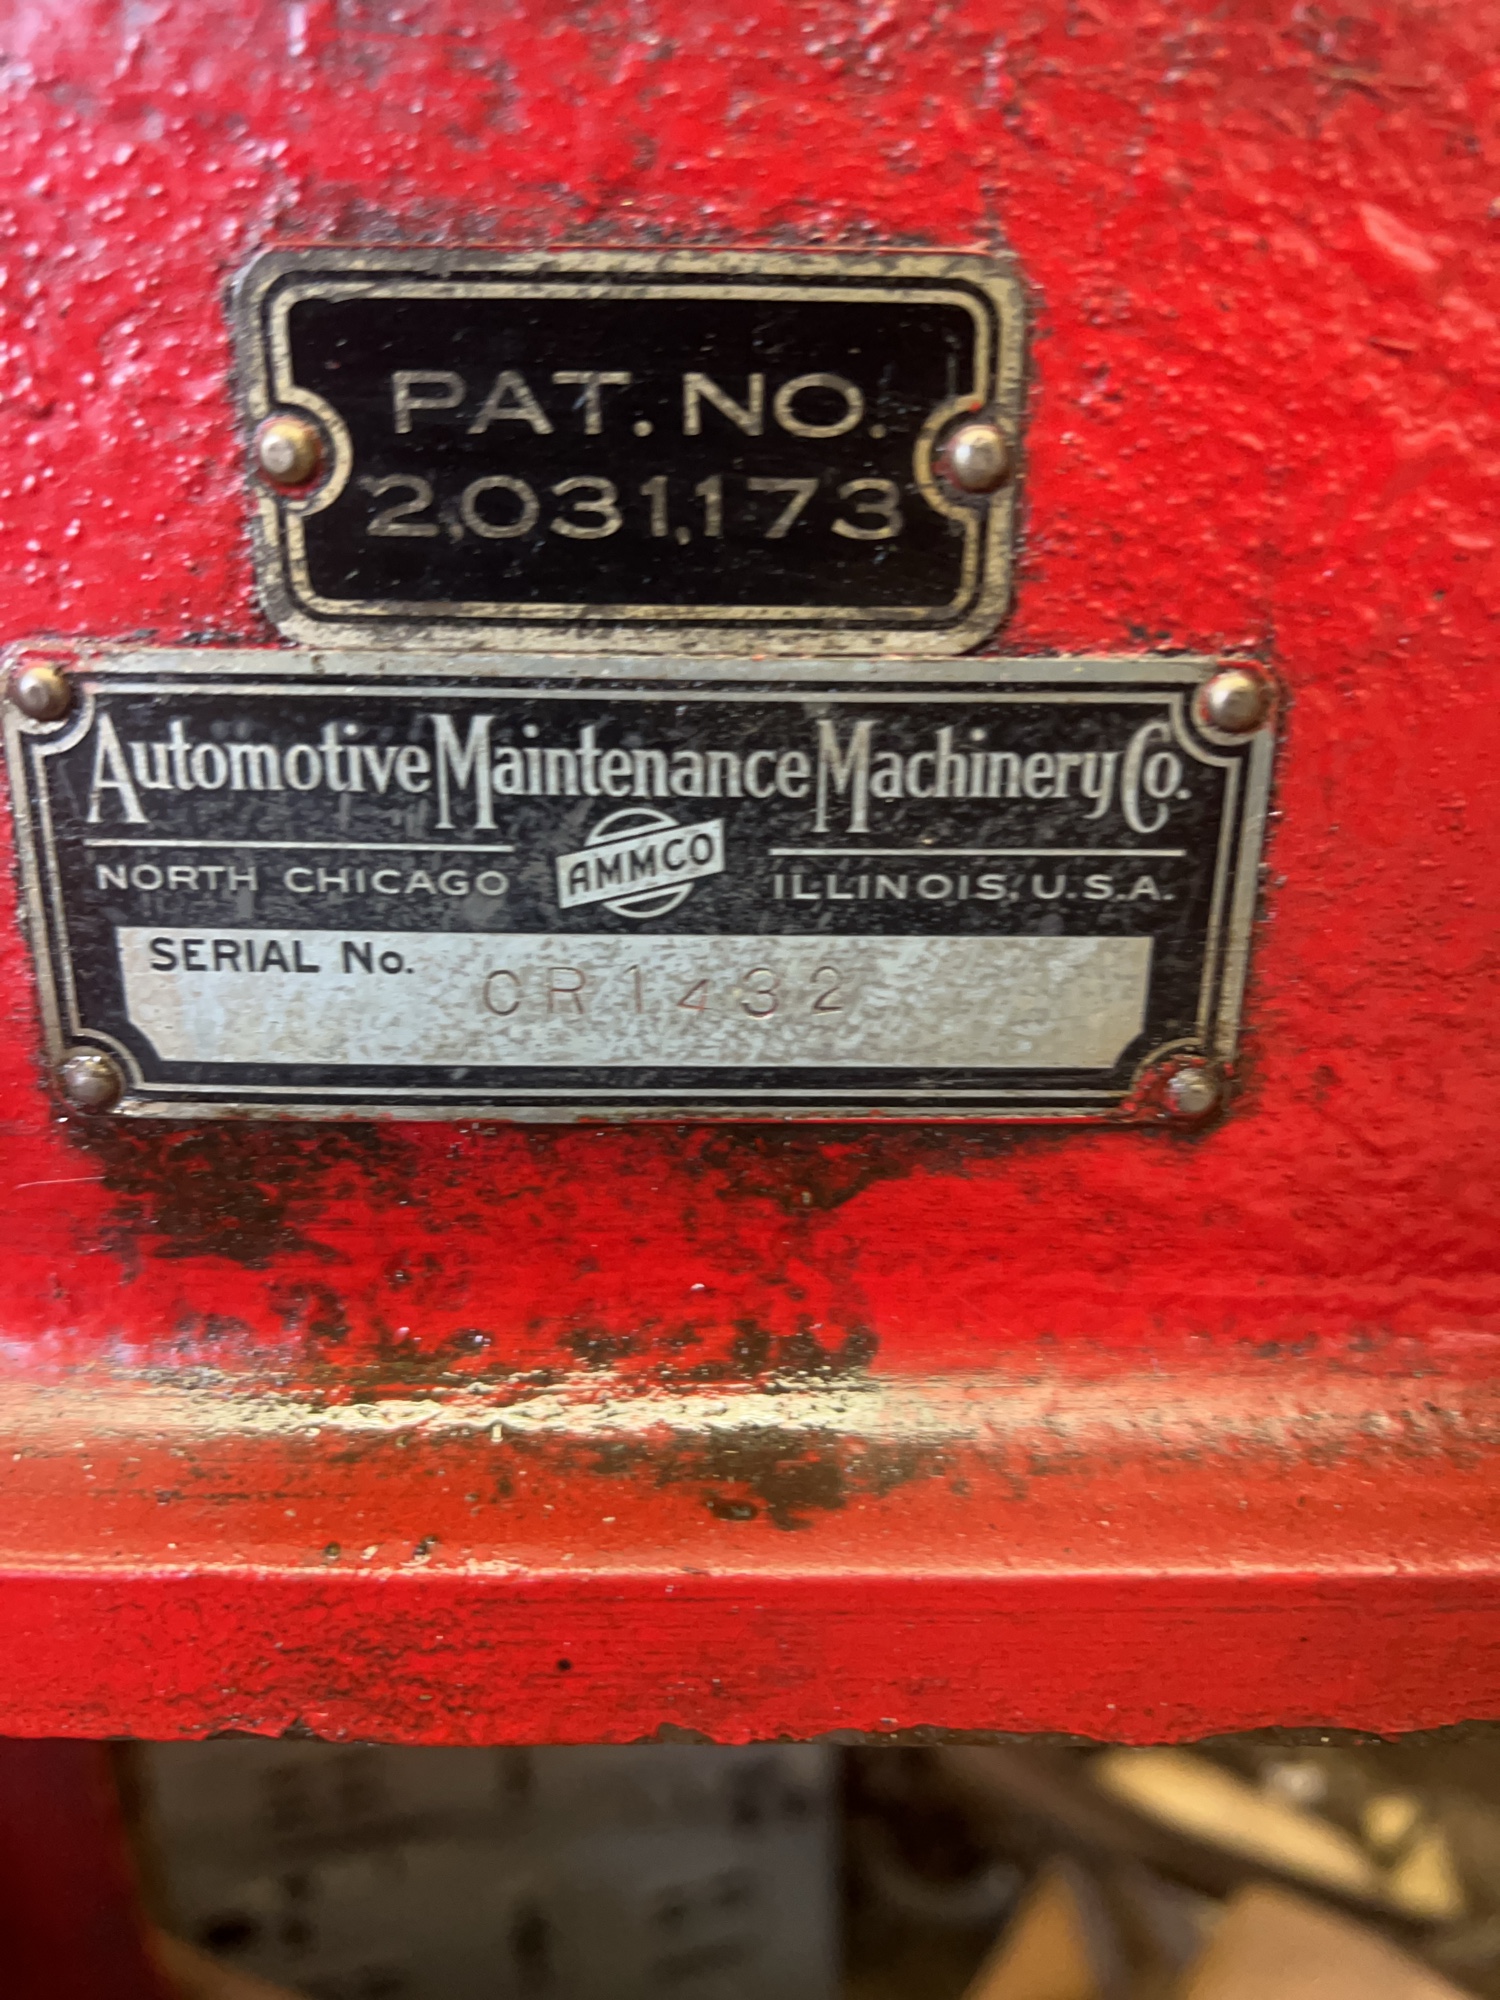 PAT. NO.
2,031,173
Automotive Maintenance Machinery Co.
NORTH CHICAGO AMMCO ILLINOIS, U.S.A.
SERIAL No. CR1432